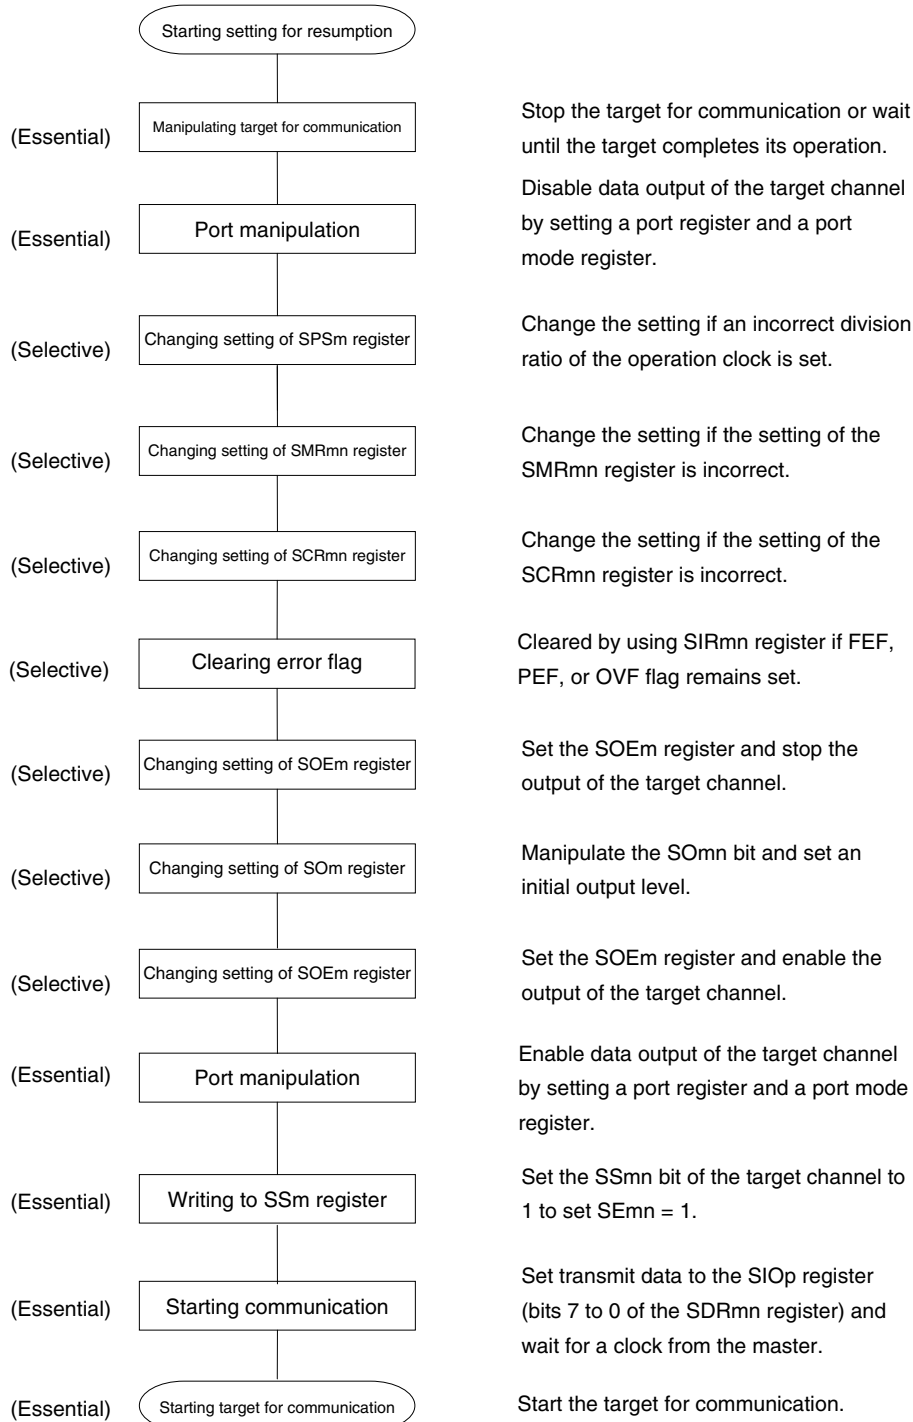 Starting setting for resumption
(Essential)
Manipulating target for communication
Stop the target for communication or wait
until the target completes its operation.
(Essential)
Port manipulation
Disable data output of the target channel
by setting a port register and a port
mode register.
(Selective)
Changing setting of SPSm register
Change the setting if an incorrect division
ratio of the operation clock is set.
(Selective)
Changing setting of SMRmn register
Change the setting if the setting of the
SMRmn register is incorrect.
(Selective)
Changing setting of SCRmn register
Change the setting if the setting of the
SCRmn register is incorrect.
(Selective)
Clearing error flag
Cleared by using SIRmn register if FEF,
PEF, or OVF flag remains set.
(Selective)
Changing setting of SOEm register
Set the SOEm register and stop the
output of the target channel.
(Selective)
Changing setting of SOm register
Manipulate the SOmn bit and set an
initial output level.
(Selective)
Changing setting of SOEm register
Set the SOEm register and enable the
output of the target channel.
(Essential)
Port manipulation
Enable data output of the target channel
by setting a port register and a port mode
register.
(Essential)
Writing to SSm register
Set the SSmn bit of the target channel to
1 to set SEmn = 1.
(Essential)
Starting communication
Set transmit data to the SIOp register
(bits 7 to 0 of the SDRmn register) and
wait for a clock from the master.
(Essential)
Starting target for communication
Start the target for communication.